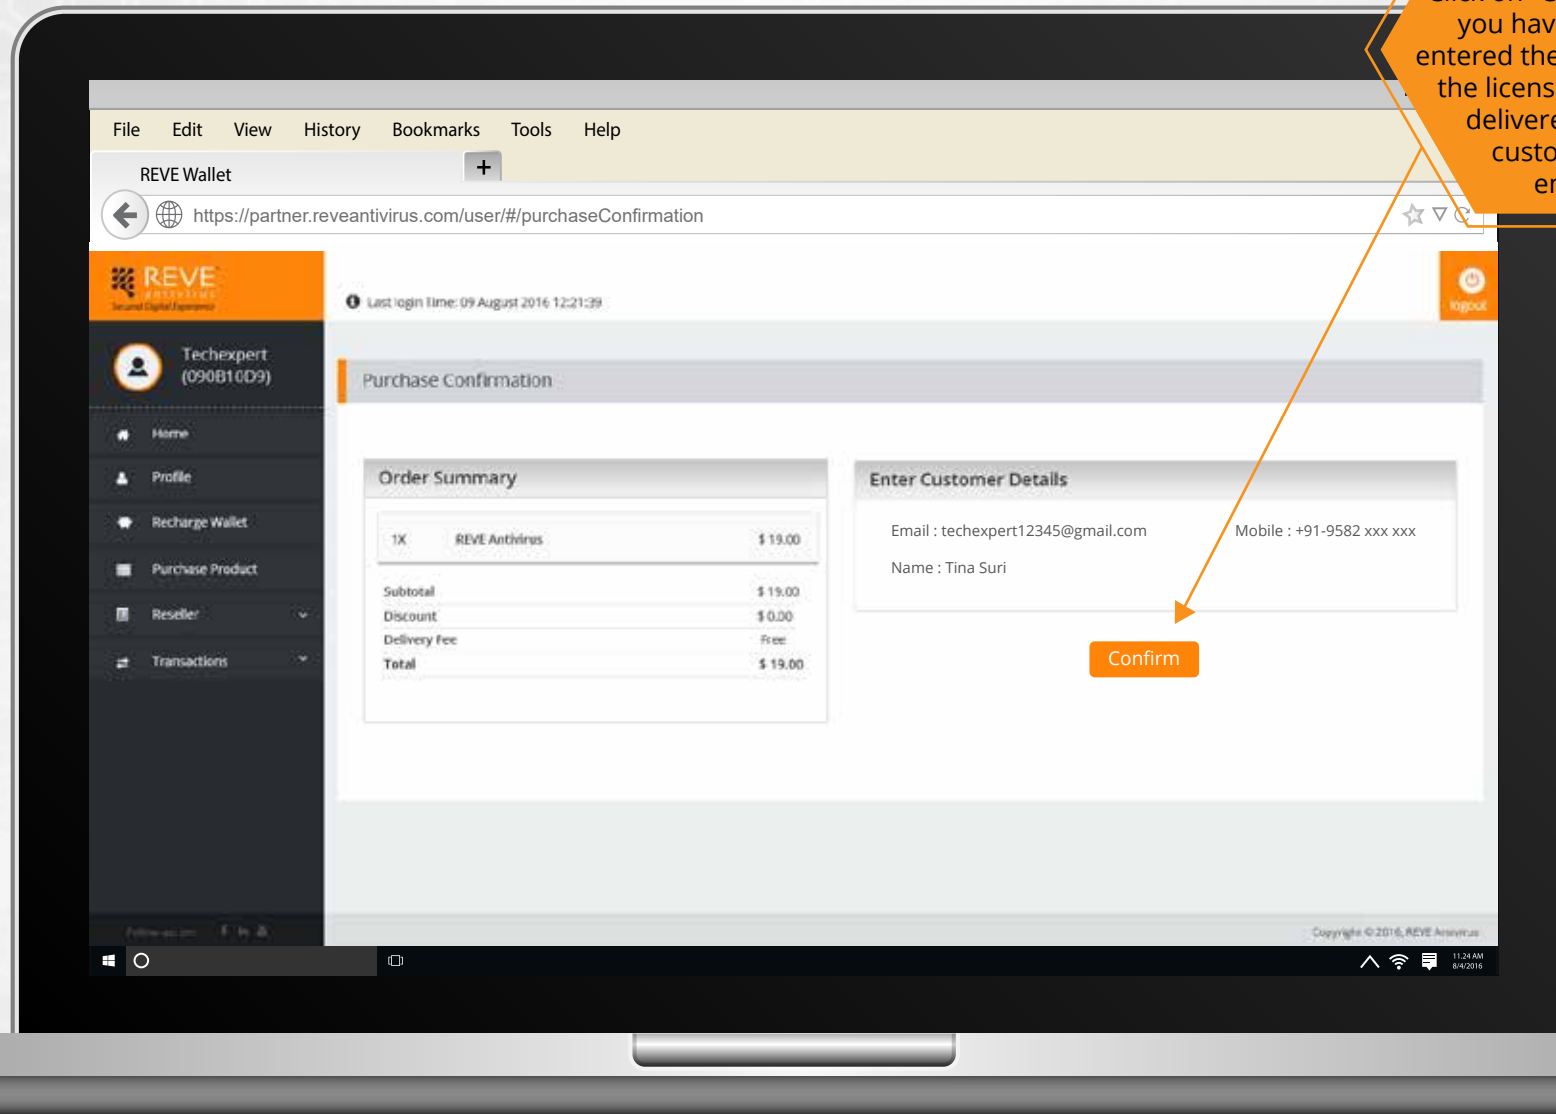 you hav
entered the
the licens
delivere
custo
en
File Edit View History Bookmarks Tools Help
REVE Wallet +
https://partner.reveantivirus.com/user/#/purchaseConfirmation
REVE
antivirus
Last login Time: 09 August 2016 12:21:39
logout
Techexpert
(090B10D9)
Purchase Confirmation
Home
Profile
Recharge Wallet
Purchase Product
Reseller
Transactions
Order Summary
1X REVE Antivirus $ 19.00
Subtotal $ 19.00
Discount $ 0.00
Delivery Fee Free
Total $ 19.00
Enter Customer Details
Email : techexpert12345@gmail.com Mobile : +91-9582 xxx xxx
Name : Tina Suri
Confirm
Copyright © 2016, REVE Antivirus
11.24 AM
8/4/2016